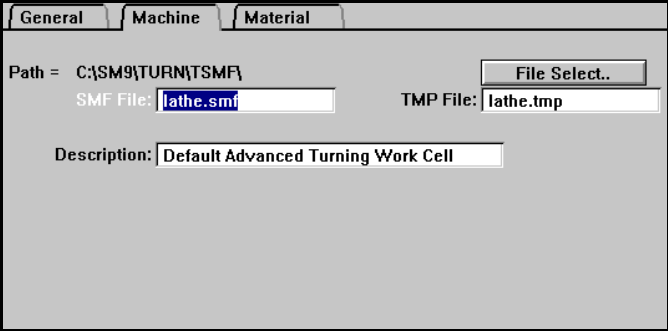 General Machine Material
Path = C:\SM9\TURN\TSMF\ File Select..
SMF File: lathe.smf TMP File: lathe.tmp
Description: Default Advanced Turning Work Cell